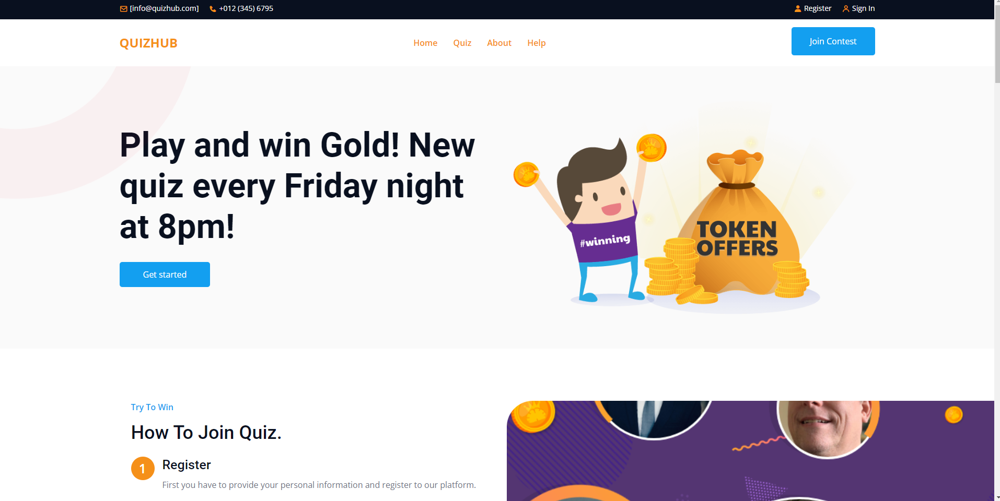 [info@quizhub.com] +012 (345) 6795 Register Sign In
QUIZHUB Home Quiz About Help Join Contest
Play and win Gold! New
quiz every Friday night
at 8pm!
Get started
#winning
TOKEN
OFFERS
Try To Win
How To Join Quiz.
1 Register
First you have to provide your personal information and register to our platform.